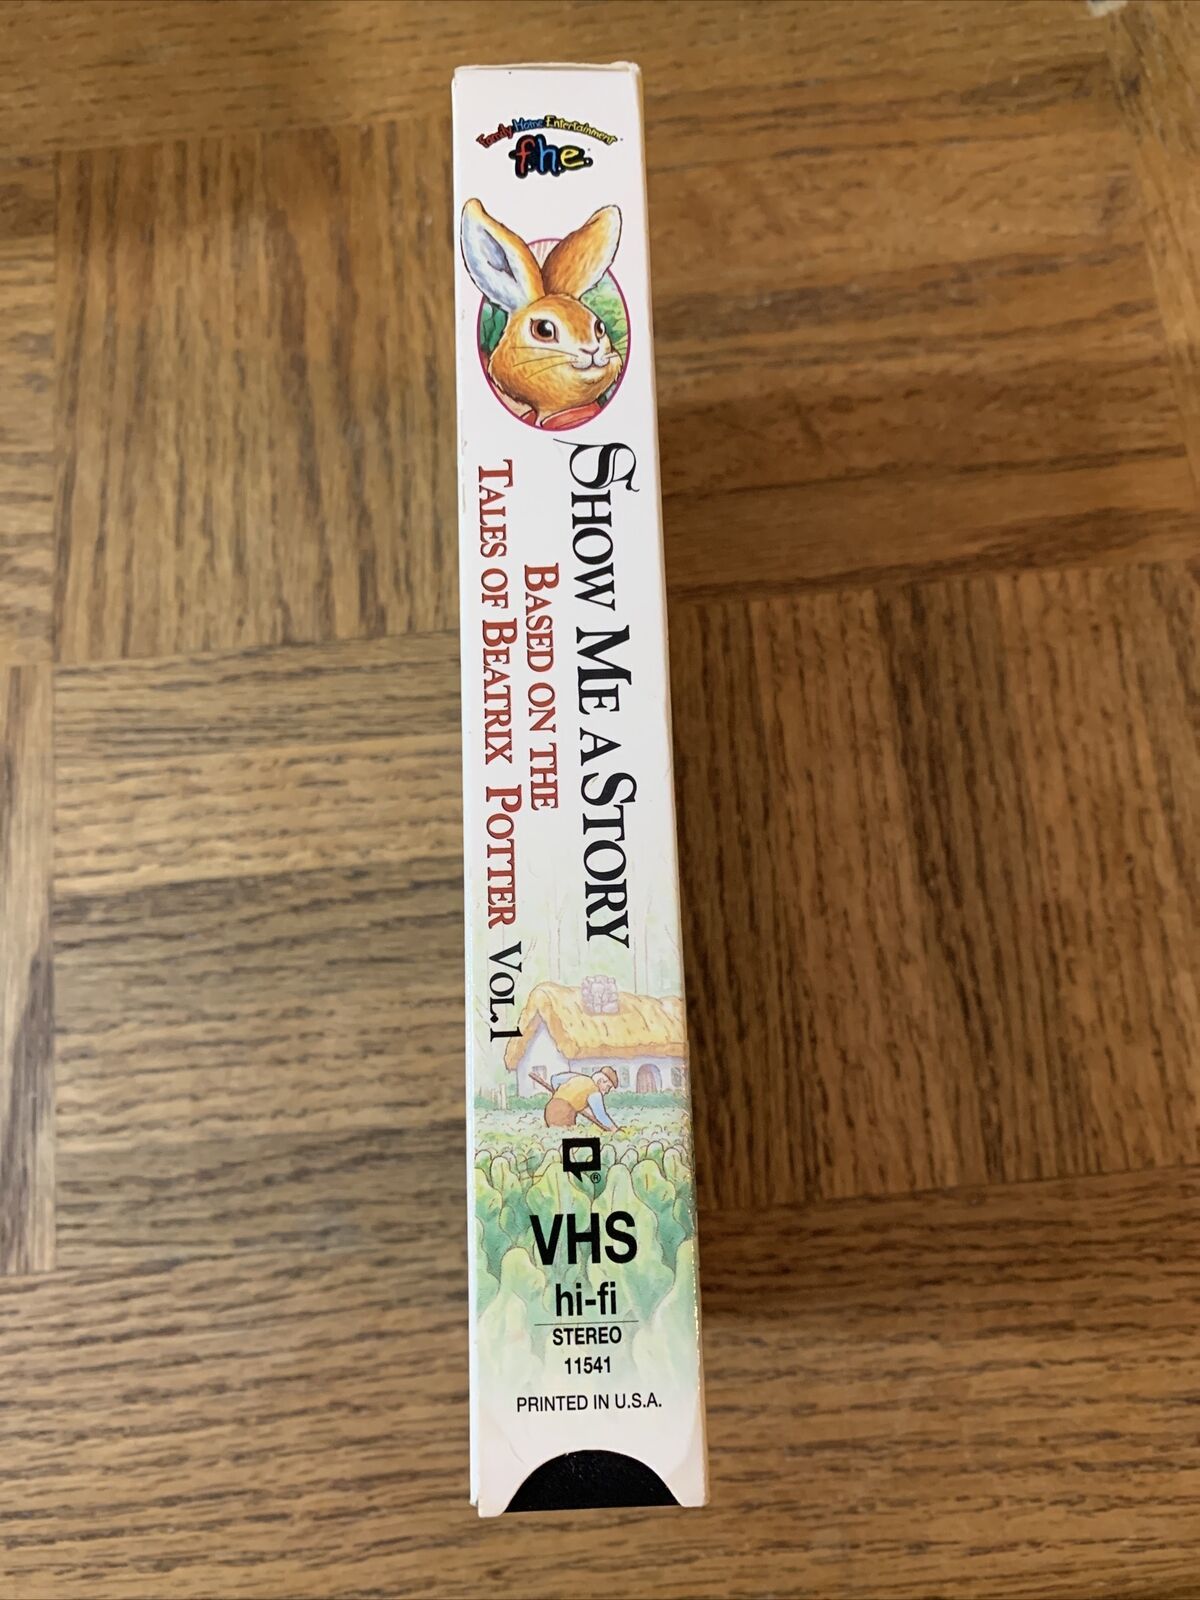 Family Home Entertainment™
f.h.e.
SHOW ME A STORY
BASED ON THE
TALES OF BEATRIX POTTER VOL.1
®
VHS
hi-fi
STEREO
11541
PRINTED IN U.S.A.